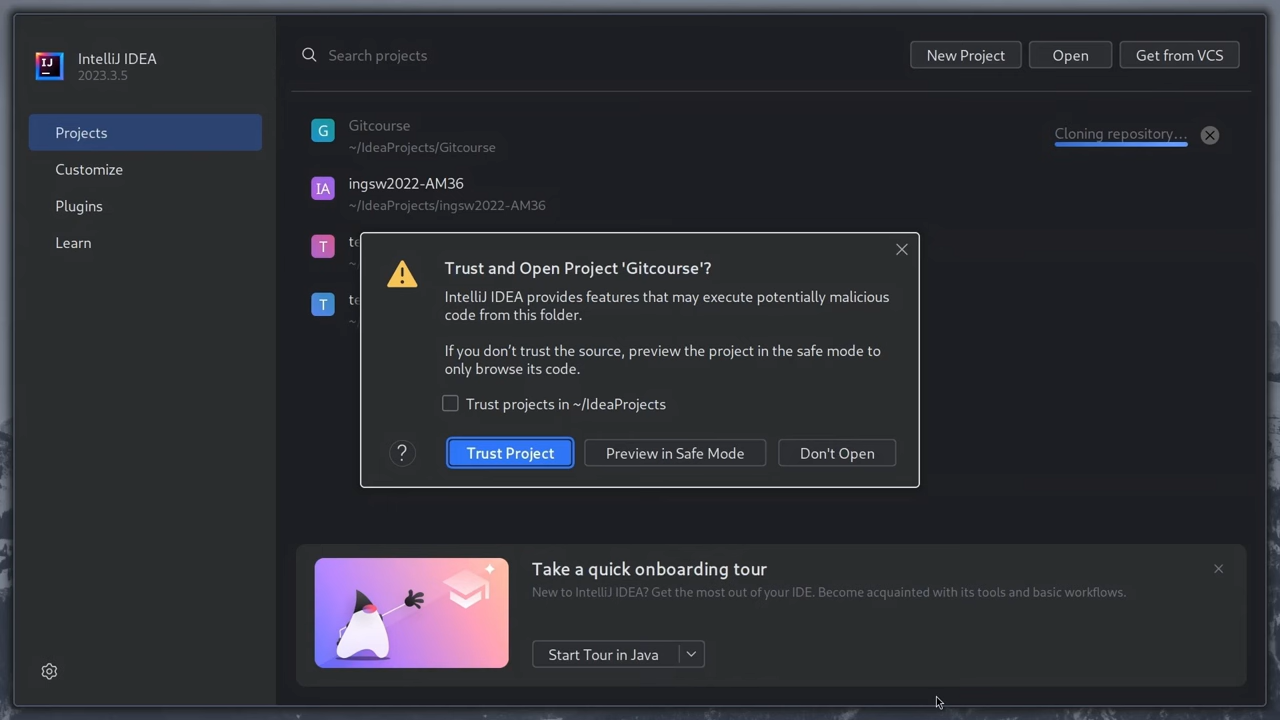 IntelliJ IDEA
2023.3.5
Search projects
New Project
Open
Get from VCS
Projects
Customize
Plugins
Learn
G
Gitcourse
~/IdeaProjects/Gitcourse
Cloning repository...
IA
ingsw2022-AM36
~/IdeaProjects/ingsw2022-AM36
T
te
T
te
Trust and Open Project 'Gitcourse'?
IntelliJ IDEA provides features that may execute potentially malicious
code from this folder.
If you don't trust the source, preview the project in the safe mode to
only browse its code.
Trust projects in ~/IdeaProjects
?
Trust Project
Preview in Safe Mode
Don't Open
Take a quick onboarding tour
New to IntelliJ IDEA? Get the most out of your IDE. Become acquainted with its tools and basic workflows.
Start Tour in Java